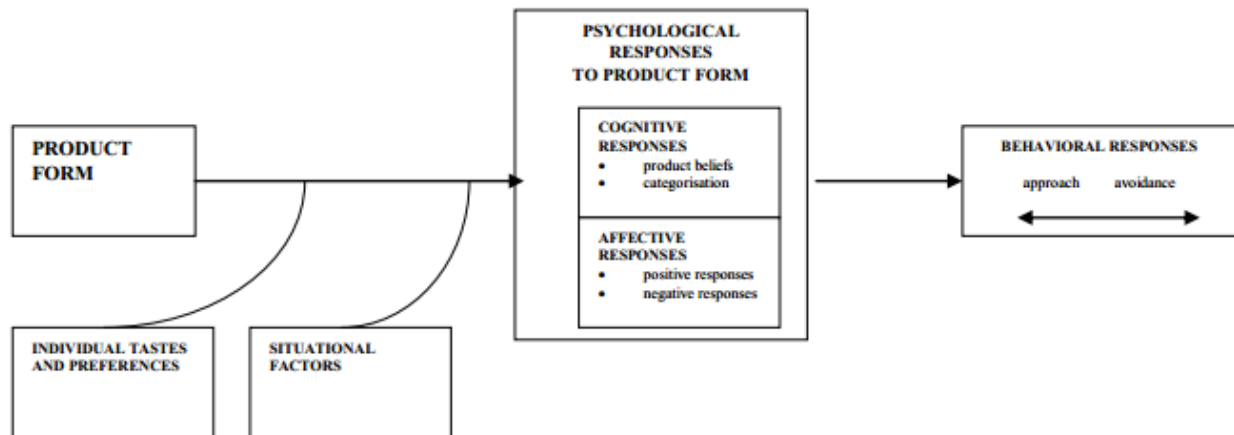 PSYCHOLOGICAL
RESPONSES
TO PRODUCT FORM
PRODUCT
FORM
COGNITIVE
RESPONSES
• product beliefs
• categorisation
AFFECTIVE
RESPONSES
• positive responses
• negative responses
BEHAVIORAL RESPONSES
approach avoidance
INDIVIDUAL TASTES
AND PREFERENCES
SITUATIONAL
FACTORS